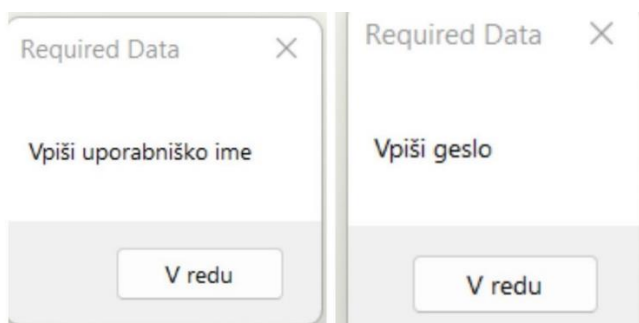 Required Data
Vpiši uporabniško ime
V redu
Required Data
Vpiši geslo
V redu